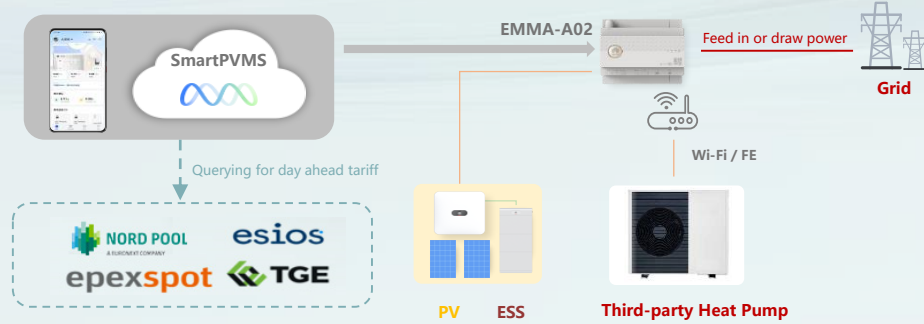 SmartPVMS
EMMA-A02
Feed in or draw power
Grid
Wi-Fi / FE
Querying for day ahead tariff
NORD POOL
A EURONEXT COMPANY
esios
epexspot
TGE
PV
ESS
Third-party Heat Pump